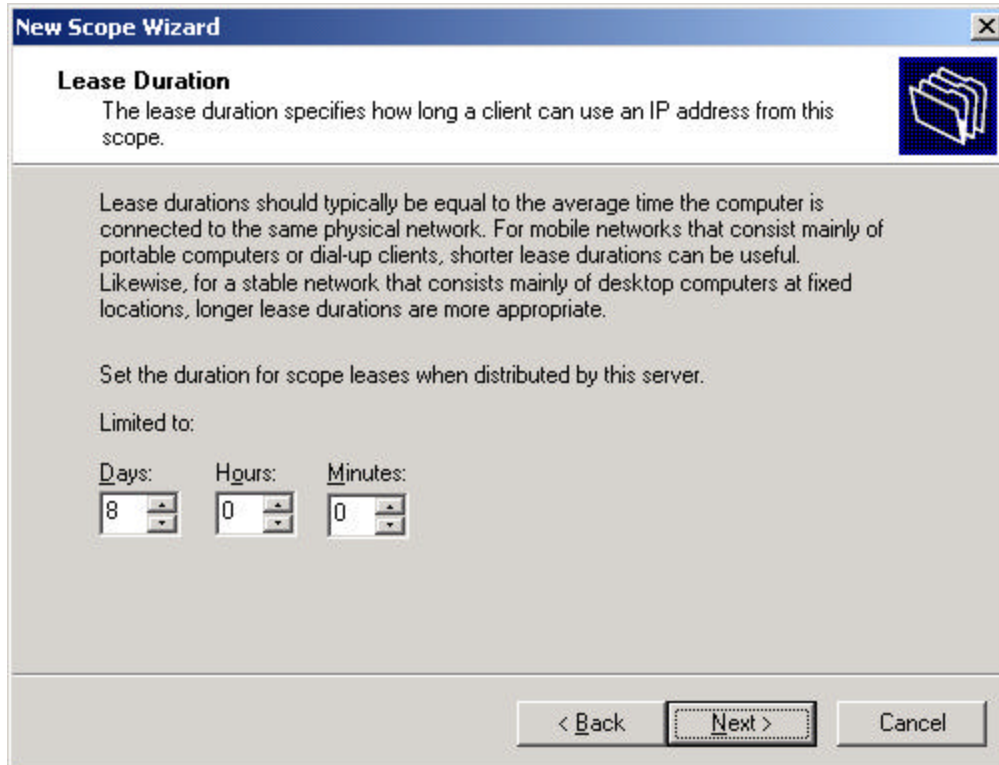 New Scope Wizard
Lease Duration
The lease duration specifies how long a client can use an IP address from this
scope.
Lease durations should typically be equal to the average time the computer is
connected to the same physical network. For mobile networks that consist mainly of
portable computers or dial-up clients, shorter lease durations can be useful.
Likewise, for a stable network that consists mainly of desktop computers at fixed
locations, longer lease durations are more appropriate.
Set the duration for scope leases when distributed by this server.
Limited to:
Days: Hours: Minutes:
8 0 0
< Back Next > Cancel